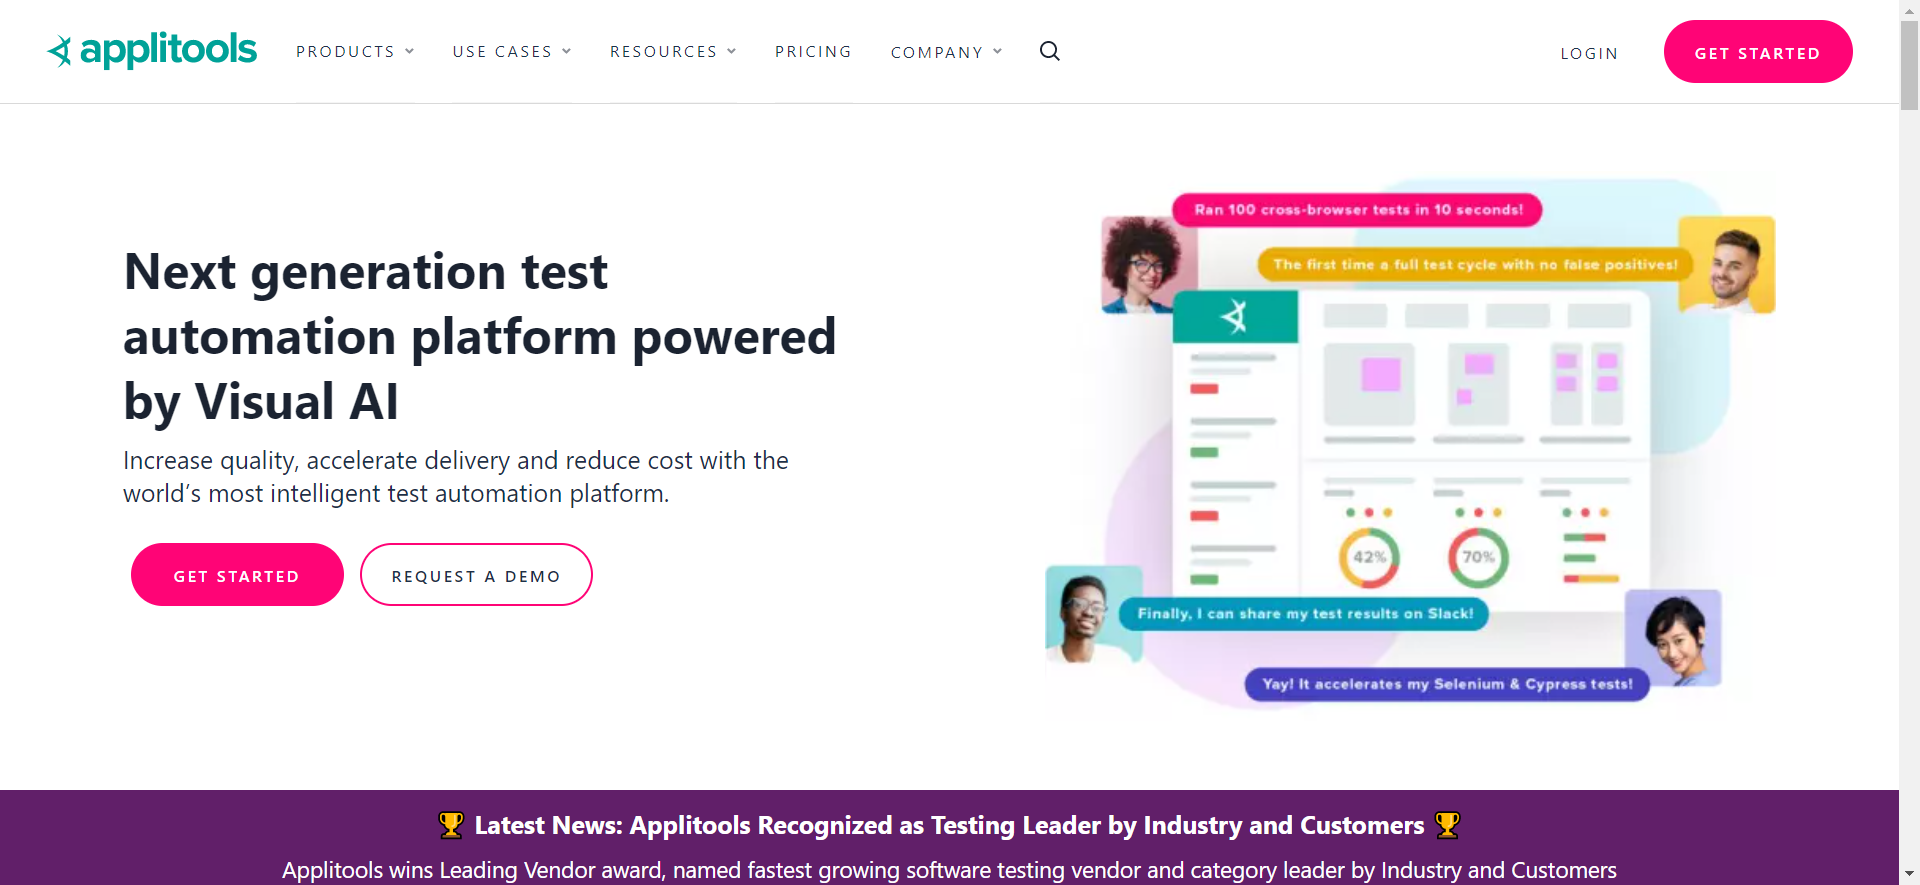 applitools
PRODUCTS
USE CASES
RESOURCES
PRICING
COMPANY
LOGIN
GET STARTED
Next generation test
automation platform powered
by Visual AI
Increase quality, accelerate delivery and reduce cost with the
world’s most intelligent test automation platform.
GET STARTED
REQUEST A DEMO
Ran 100 cross-browser tests in 10 seconds!
The first time a full test cycle with no false positives!
42%
70%
Finally, I can share my test results on Slack!
Yay! It accelerates my Selenium & Cypress tests!
🏆 Latest News: Applitools Recognized as Testing Leader by Industry and Customers 🏆
Applitools wins Leading Vendor award, named fastest growing software testing vendor and category leader by Industry and Customers